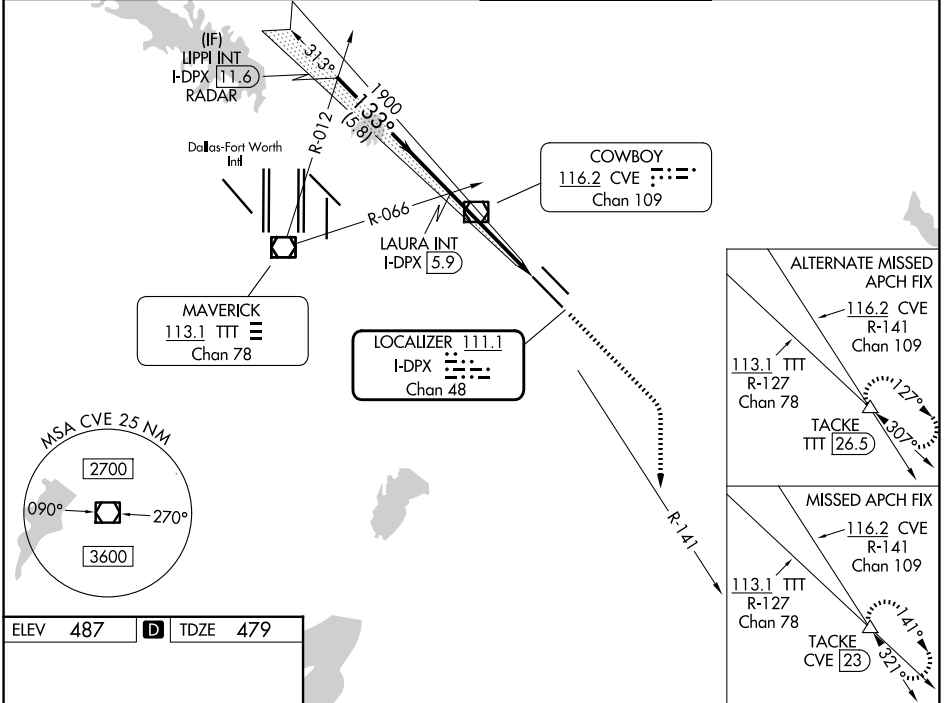 (IF)
LIPPI INT
I-DPX 11.6
RADAR
313°
1900
133°
(5.8)
R-012
Dallas-Fort Worth
Intl
R-066
LAURA INT
I-DPX 5.9
COWBOY
116.2 CVE
Chan 109
MAVERICK
113.1 TTT
Chan 78
LOCALIZER 111.1
I-DPX
Chan 48
R-141
MSA CVE 25 NM
2700
090°
270°
3600
ALTERNATE MISSED
APCH FIX
116.2 CVE
R-141
Chan 109
113.1 TTT
R-127
Chan 78
127°
307°
TACKE
TTT 26.5
MISSED APCH FIX
116.2 CVE
R-141
Chan 109
113.1 TTT
R-127
Chan 78
141°
321°
TACKE
CVE 23
ELEV 487 D TDZE 479